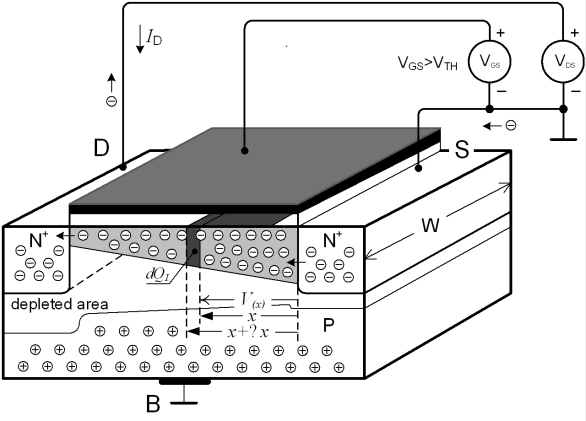 I_D
+
+
V_GS>V_TH
V_GS
V_DS
−
−
⊖
⊖
D
S
N⁺
N⁺
W
dQ_I
depleted area
V_(x)
x
x+?x
P
B